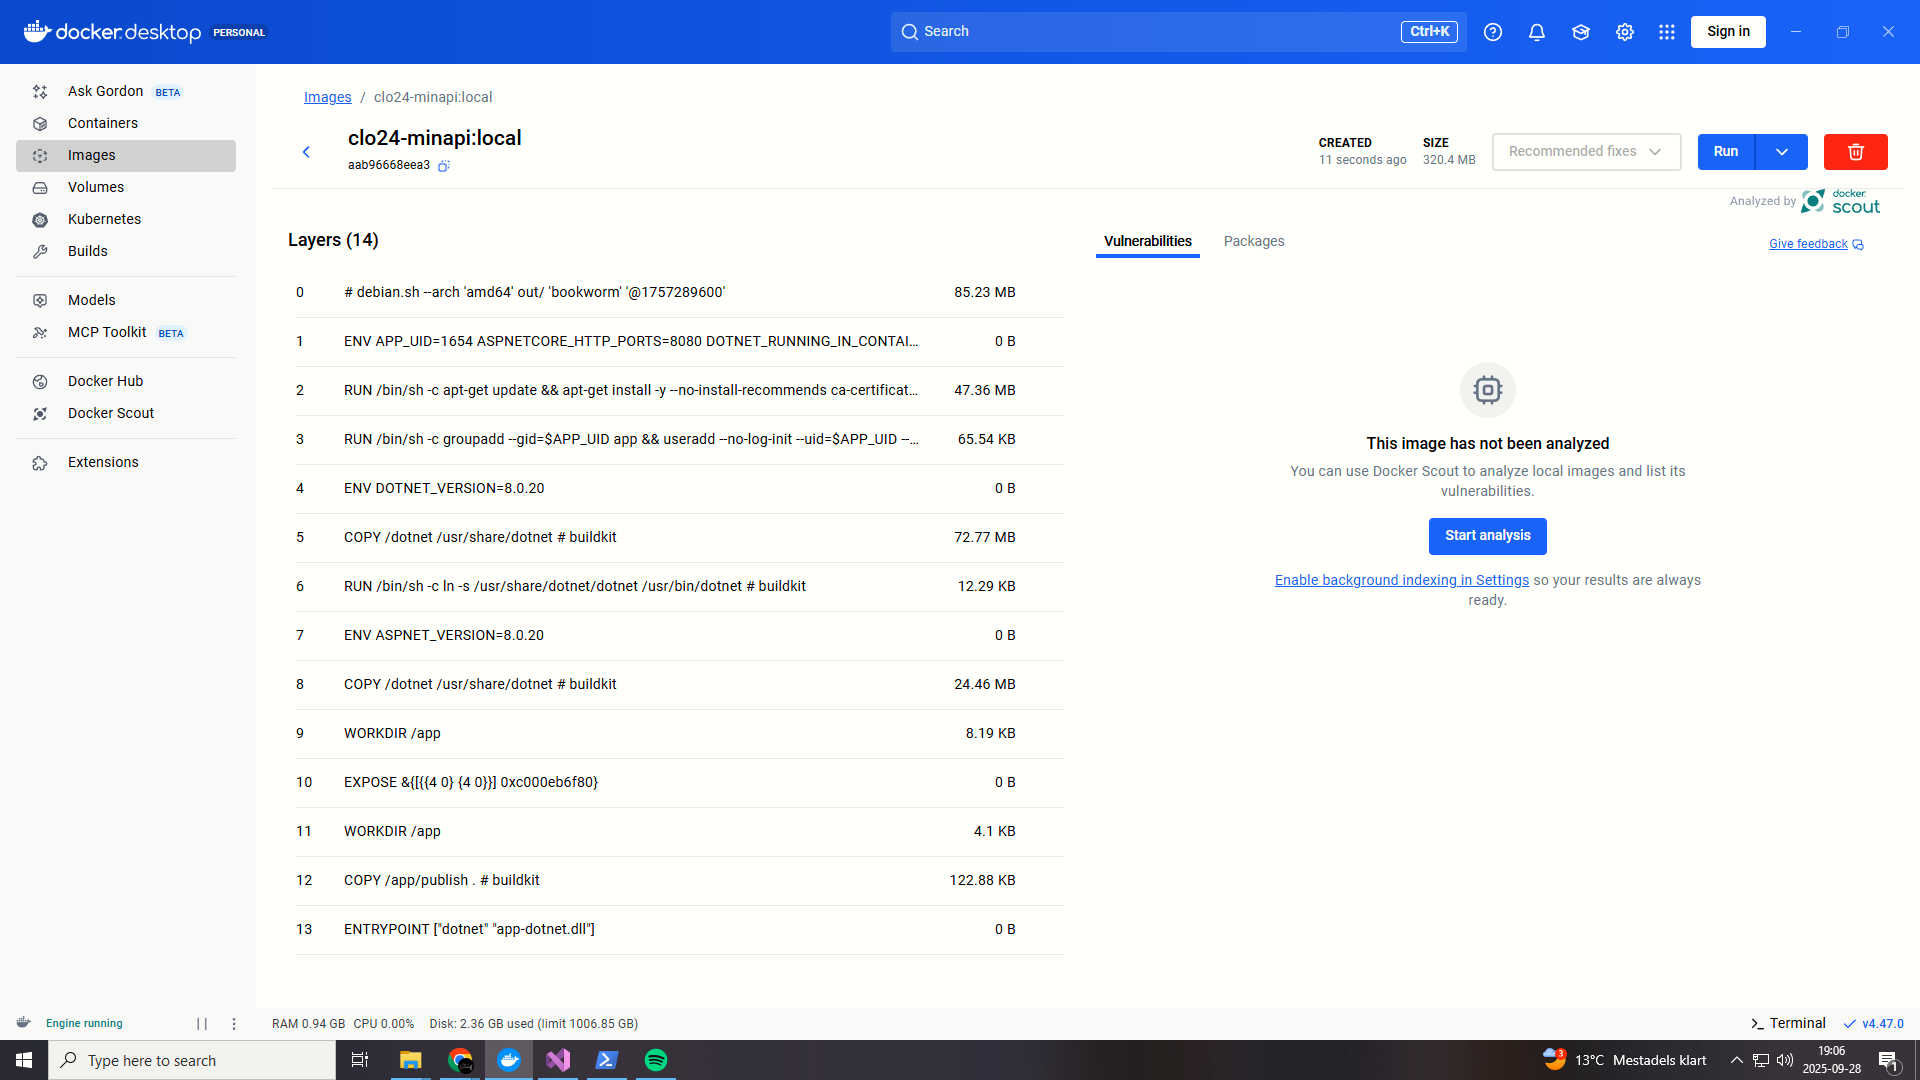 docker.desktop PERSONAL
Search
Ctrl+K
Sign in
Ask Gordon BETA
Containers
Images
Volumes
Kubernetes
Builds
Models
MCP Toolkit BETA
Docker Hub
Docker Scout
Extensions
Images / clo24-minapi:local
clo24-minapi:local
aab96668eea3
CREATED
11 seconds ago
SIZE
320.4 MB
Recommended fixes
Run
Analyzed by docker scout
Layers (14)
0 # debian.sh --arch 'amd64' out/ 'bookworm' '@1757289600' 85.23 MB
1 ENV APP_UID=1654 ASPNETCORE_HTTP_PORTS=8080 DOTNET_RUNNING_IN_CONTAI... 0 B
2 RUN /bin/sh -c apt-get update && apt-get install -y --no-install-recommends ca-certificat... 47.36 MB
3 RUN /bin/sh -c groupadd --gid=$APP_UID app && useradd --no-log-init --uid=$APP_UID --... 65.54 KB
4 ENV DOTNET_VERSION=8.0.20 0 B
5 COPY /dotnet /usr/share/dotnet # buildkit 72.77 MB
6 RUN /bin/sh -c ln -s /usr/share/dotnet/dotnet /usr/bin/dotnet # buildkit 12.29 KB
7 ENV ASPNET_VERSION=8.0.20 0 B
8 COPY /dotnet /usr/share/dotnet # buildkit 24.46 MB
9 WORKDIR /app 8.19 KB
10 EXPOSE &{[{{4 0} {4 0}}] 0xc000eb6f80} 0 B
11 WORKDIR /app 4.1 KB
12 COPY /app/publish . # buildkit 122.88 KB
13 ENTRYPOINT ["dotnet" "app-dotnet.dll"] 0 B
Vulnerabilities
Packages
Give feedback
This image has not been analyzed
You can use Docker Scout to analyze local images and list its
vulnerabilities.
Start analysis
Enable background indexing in Settings so your results are always
ready.
Engine running
RAM 0.94 GB CPU 0.00% Disk: 2.36 GB used (limit 1006.85 GB)
Terminal
v4.47.0
Type here to search
3
13°C Mestadels klart
19:06
2025-09-28
1